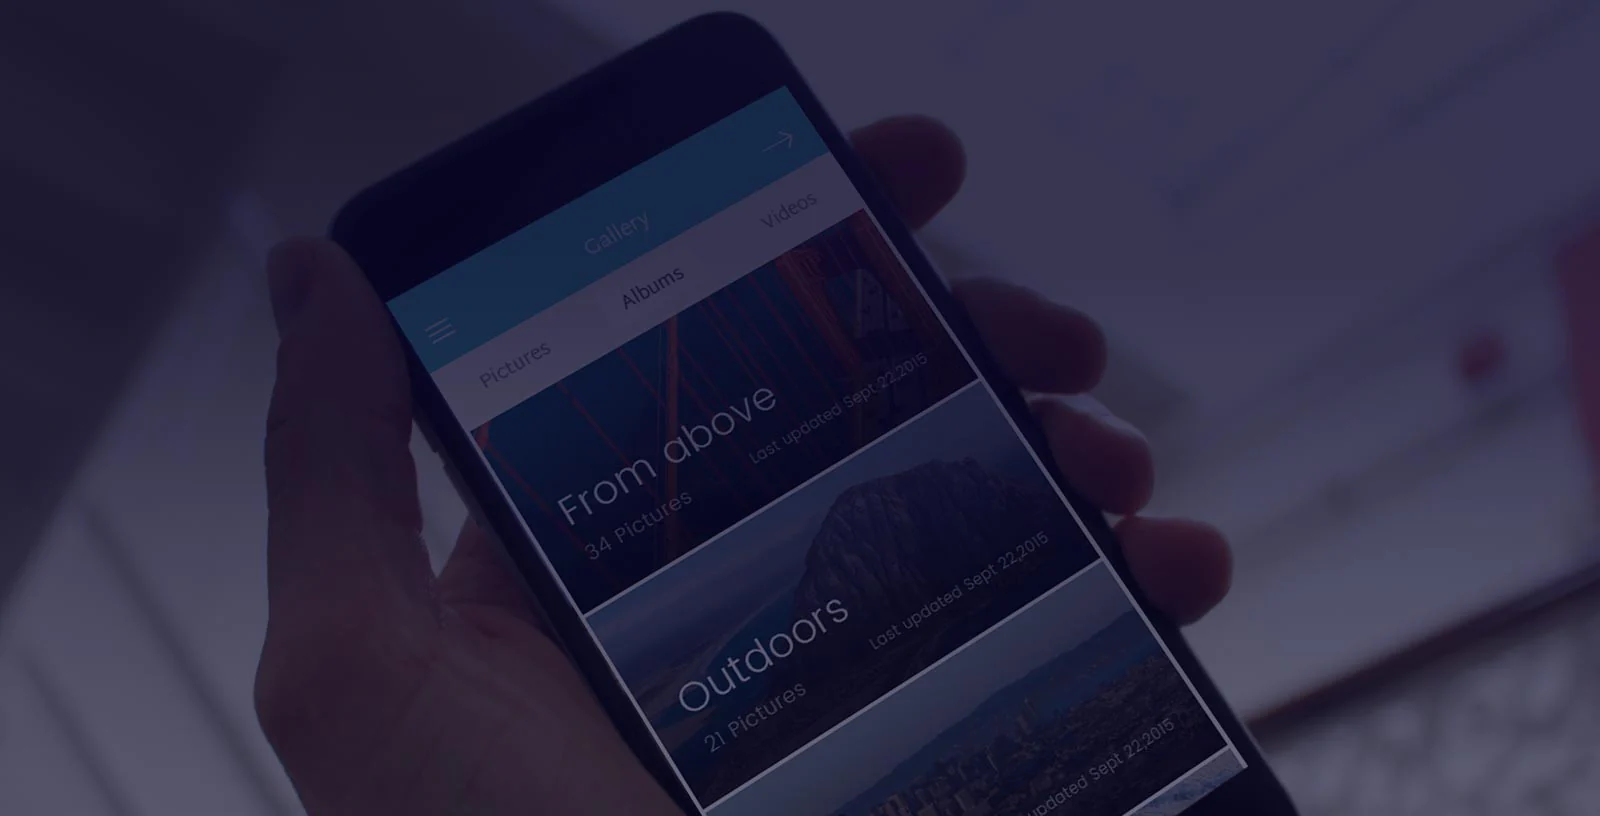 Gallery
Pictures Albums Videos
From above
34 Pictures
Last updated Sept 22,2015
Outdoors
21 Pictures
Last updated Sept 22,2015
updated Sept 22,2015